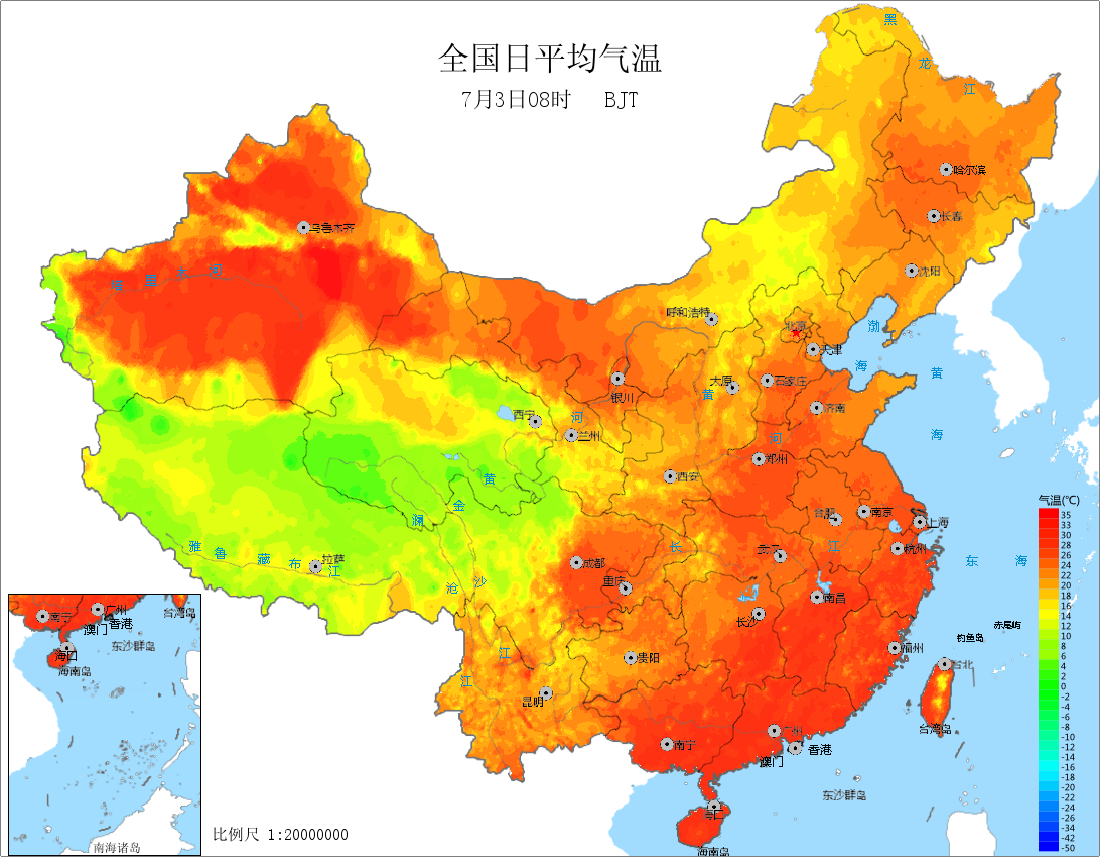 全国日平均气温
7月3日08时 BJT
黑
龙
江
哈尔滨
长春
沈阳
乌鲁木齐
木
河
呼和浩特
北京
天津
渤
海
黄
海
银川
太原
石家庄
黄
济南
西宁
河
兰州
河
郑州
西安
黄
金
澜
合肥
南京
上海
杭州
雅
鲁
藏
布
江
拉萨
沧
沙
成都
重庆
长
江
武汉
东
海
南昌
长沙
贵阳
江
江
昆明
福州
赤尾屿
钓鱼岛
台北
台湾岛
南宁
广州
香港
澳门
海口
海南岛
东沙群岛
气温(℃)
35
33
30
28
26
24
22
20
18
16
14
12
10
8
6
4
2
0
-2
-4
-6
-8
-10
-12
-14
-16
-18
-20
-22
-24
-26
-34
-42
-50
南宁
广州
香港
澳门
台湾岛
东沙群岛
海口
海南岛
南海诸岛
比例尺 1:20000000